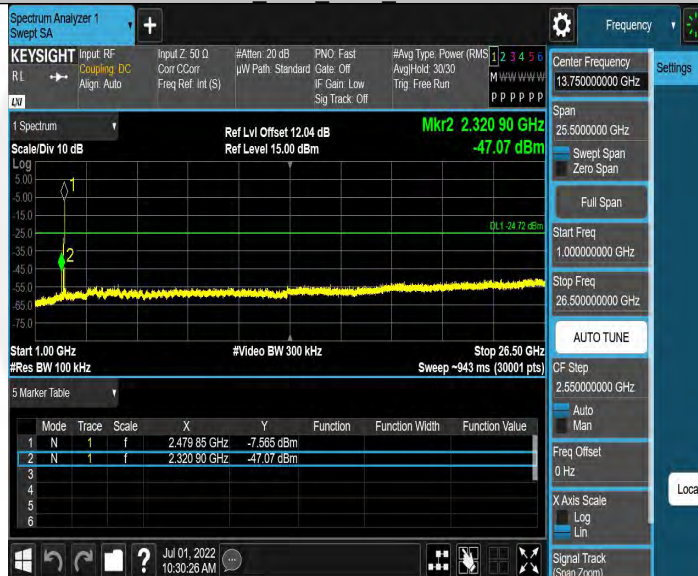 Spectrum Analyzer 1
Swept SA
Frequency
KEYSIGHT
RL
LXI
Input: RF
Coupling: DC
Align: Auto
Input Z: 50 Ω
Corr CCorr
Freq Ref: Int (S)
#Atten: 20 dB
µW Path: Standard
PNO: Fast
Gate: Off
IF Gain: Low
Sig Track: Off
#Avg Type: Power (RMS
Avg|Hold: 30/30
Trig: Free Run
1 2 3 4 5 6
M W W W W W
P P P P P P
1 Spectrum
Scale/Div 10 dB
Ref Lvl Offset 12.04 dB
Ref Level 15.00 dBm
Mkr2 2.320 90 GHz
-47.07 dBm
Log
5.00
-5.00
-15.0
-25.0
-35.0
-45.0
-55.0
-65.0
-75.0
1
2
DL1 -24.72 dBm
Start 1.00 GHz
#Res BW 100 kHz
#Video BW 300 kHz
Stop 26.50 GHz
Sweep ~943 ms (30001 pts)
5 Marker Table
Mode Trace Scale X Y Function Function Width Function Value
1 N 1 f 2.479 85 GHz -7.565 dBm
2 N 1 f 2.320 90 GHz -47.07 dBm
3
4
5
6
?
Jul 01, 2022
10:30:26 AM
Center Frequency
13.750000000 GHz
Settings
Span
25.5000000 GHz
Swept Span
Zero Span
Full Span
Start Freq
1.000000000 GHz
Stop Freq
26.500000000 GHz
AUTO TUNE
CF Step
2.550000000 GHz
Auto
Man
Freq Offset
0 Hz
Loca
X Axis Scale
Log
Lin
Signal Track
(Span Zoom)